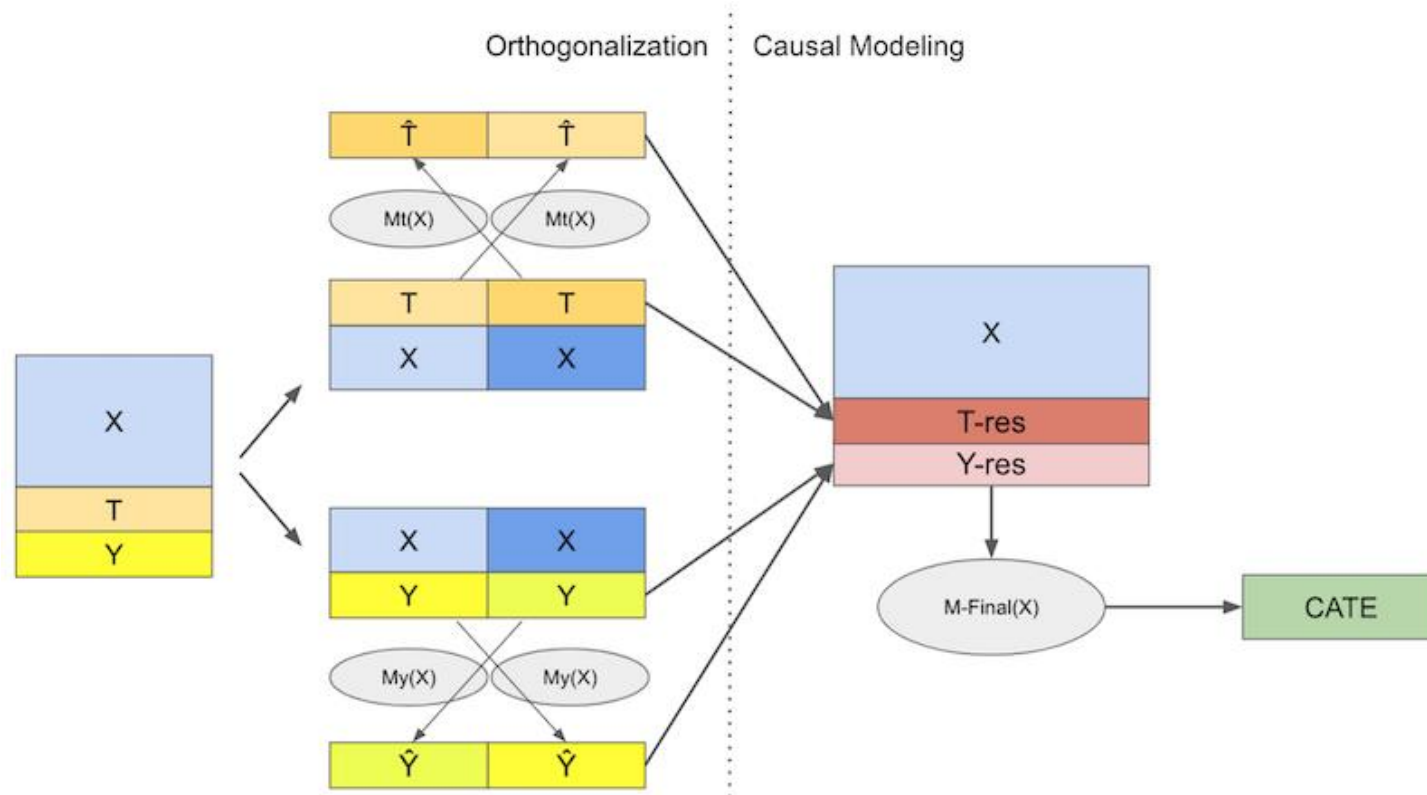 Orthogonalization
Causal Modeling
T̂
T̂
Mt(X)
Mt(X)
T
T
X
X
X
T
Y
X
X
Y
Y
My(X)
My(X)
Ŷ
Ŷ
X
T-res
Y-res
M-Final(X)
CATE